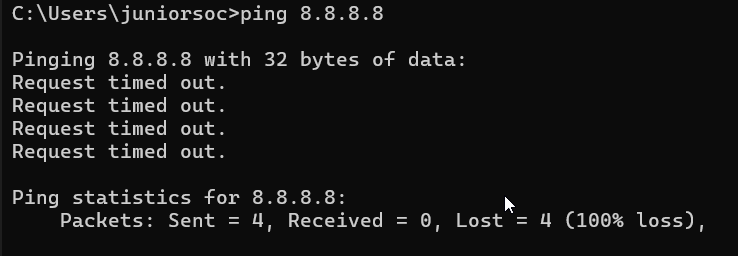 C:\Users\juniorsoc>ping 8.8.8.8
Pinging 8.8.8.8 with 32 bytes of data:
Request timed out.
Request timed out.
Request timed out.
Request timed out.
Ping statistics for 8.8.8.8:
    Packets: Sent = 4, Received = 0, Lost = 4 (100% loss),